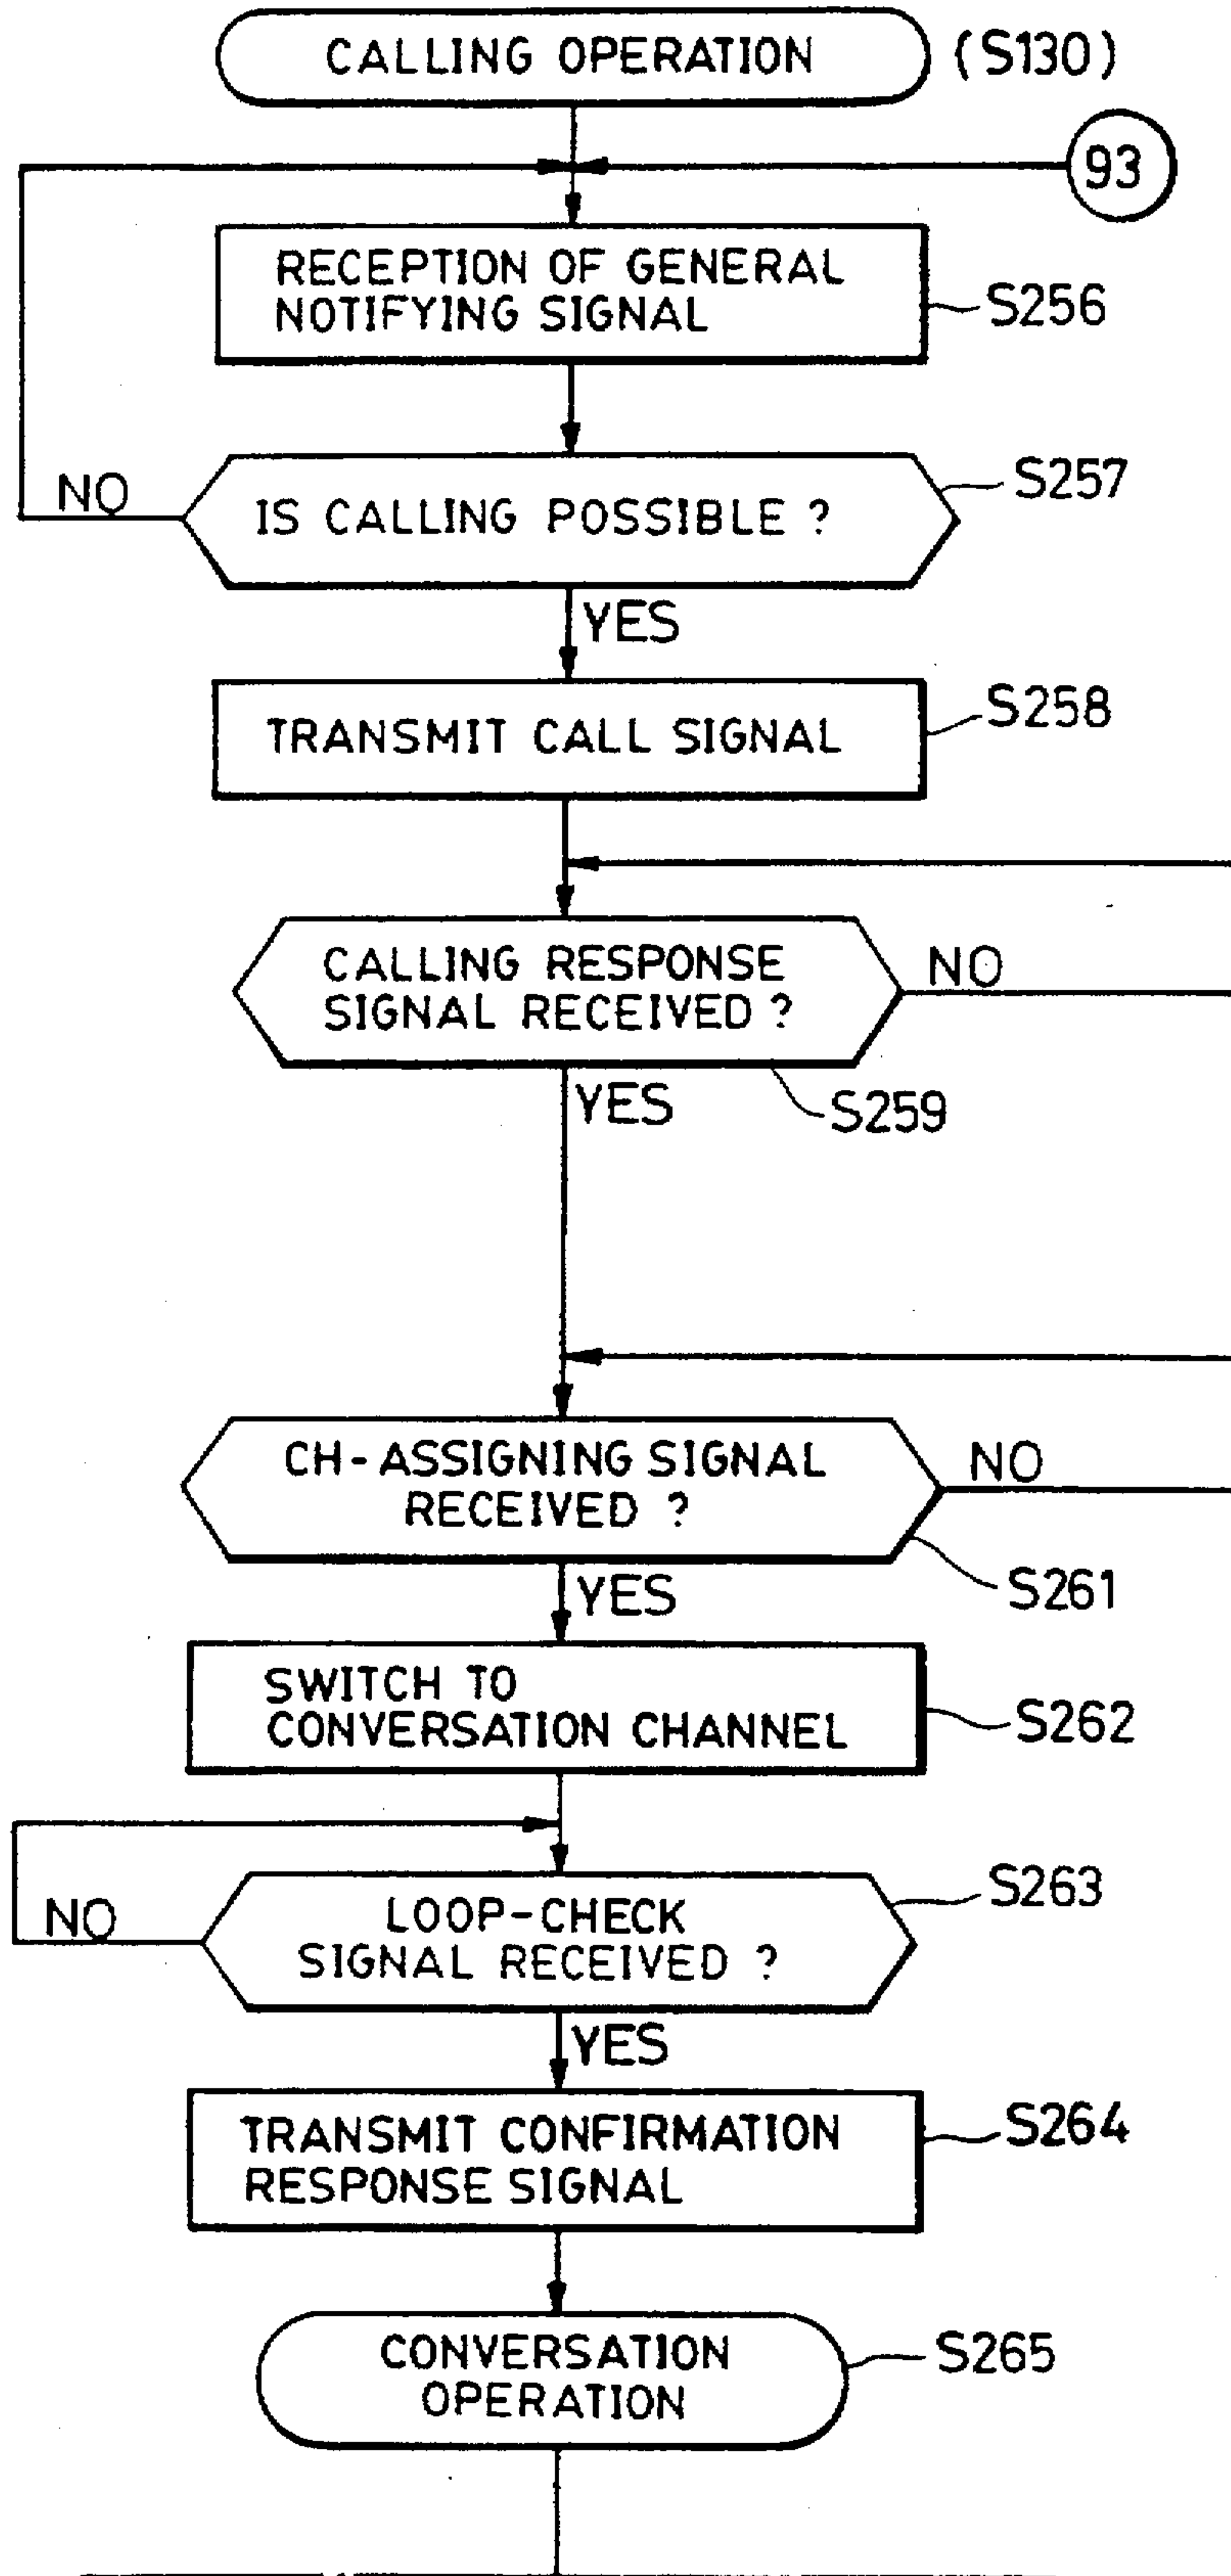 CALLING OPERATION (S130)
93
RECEPTION OF GENERAL
NOTIFYING SIGNAL
S256
NO
IS CALLING POSSIBLE ?
S257
YES
TRANSMIT CALL SIGNAL
S258
CALLING RESPONSE
SIGNAL RECEIVED ?
NO
YES
S259
CH-ASSIGNING SIGNAL
RECEIVED ?
NO
S261
YES
SWITCH TO
CONVERSATION CHANNEL
S262
NO
LOOP-CHECK
SIGNAL RECEIVED ?
S263
YES
TRANSMIT CONFIRMATION
RESPONSE SIGNAL
S264
CONVERSATION
OPERATION
S265